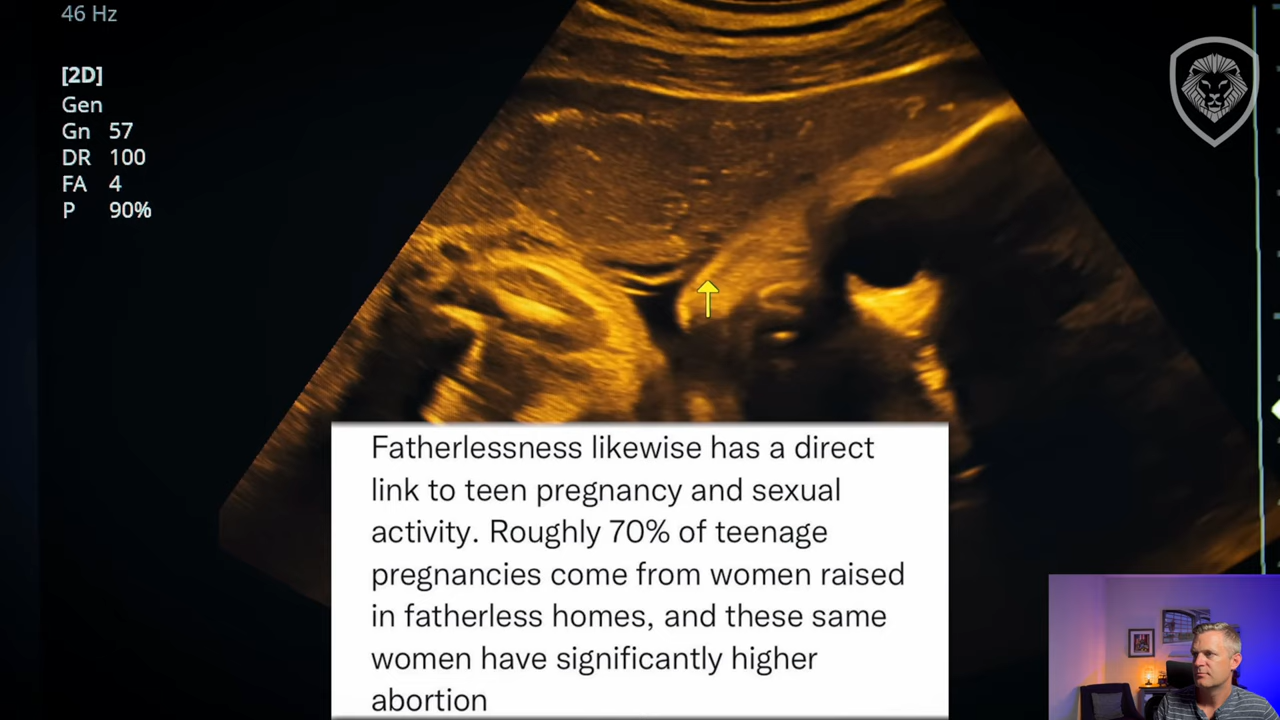 46 Hz
[2D]
Gen
Gn 57
DR 100
FA 4
P 90%
Fatherlessness likewise has a direct
link to teen pregnancy and sexual
activity. Roughly 70% of teenage
pregnancies come from women raised
in fatherless homes, and these same
women have significantly higher
abortion